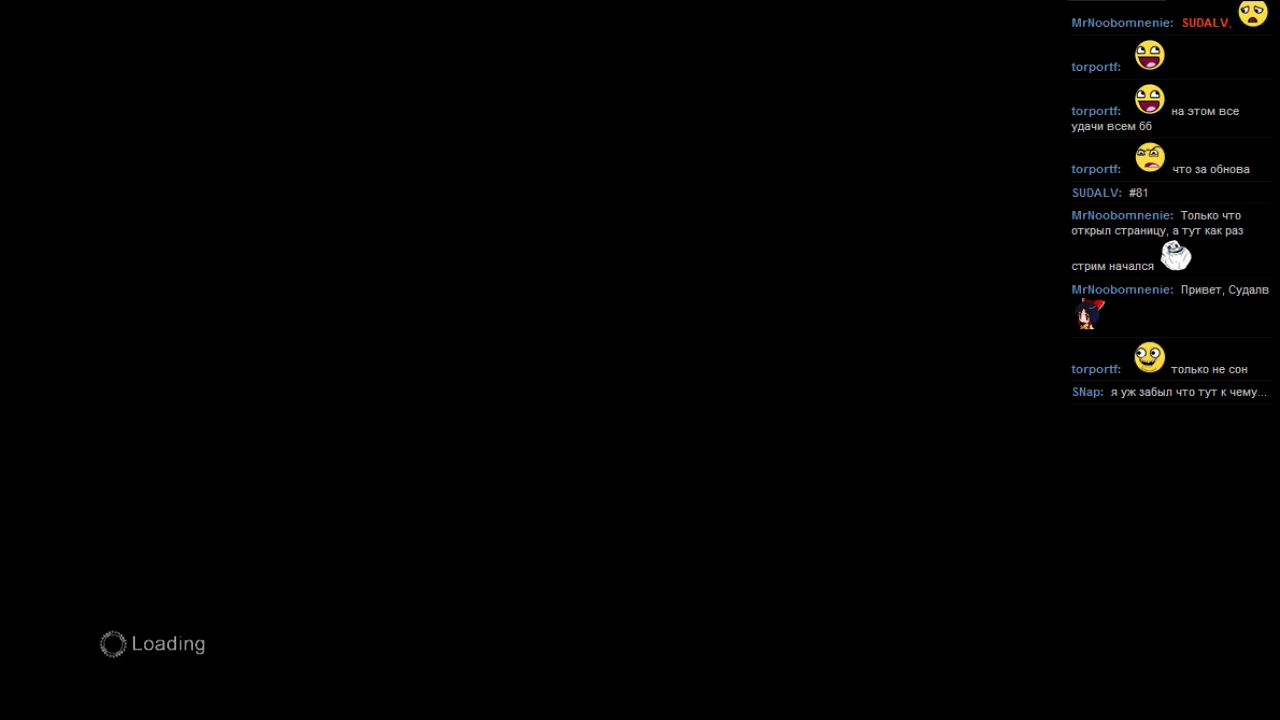 MrNoobomnenie: SUDALV,
torportf:
torportf: на этом все
удачи всем бб
torportf: что за обнова
SUDALV: #81
MrNoobomnenie: Только что
открыл страницу, а тут как раз
стрим начался
MrNoobomnenie: Привет, Судалв
torportf: только не сон
SNap: я уж забыл что тут к чему...
Loading